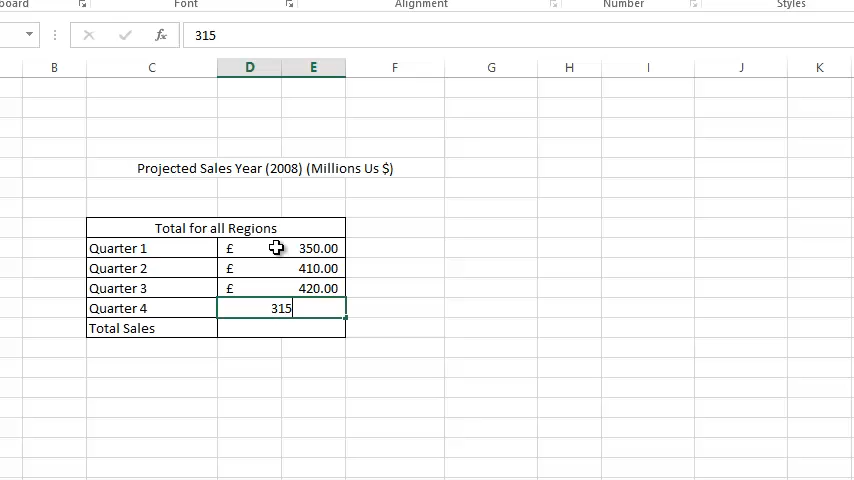 board Font Alignment Number Styles
fx 315
B C D E F G H I J K
Projected Sales Year (2008) (Millions Us $)
Total for all Regions
Quarter 1 £ 350.00
Quarter 2 £ 410.00
Quarter 3 £ 420.00
Quarter 4 315
Total Sales